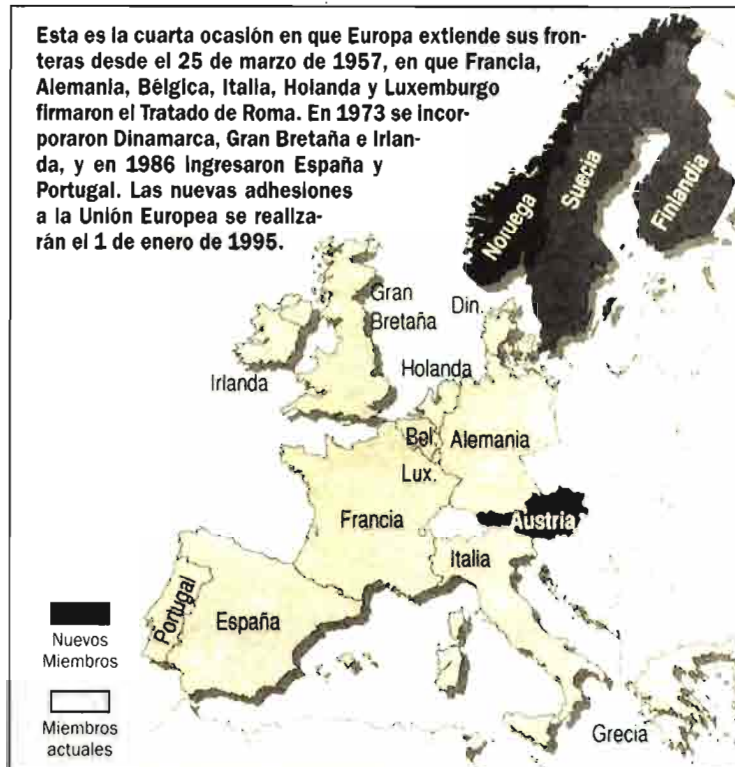 Esta es la cuarta ocasión en que Europa extiende sus fron-
teras desde el 25 de marzo de 1957, en que Francia,
Alemania, Bélgica, Italia, Holanda y Luxemburgo
firmaron el Tratado de Roma. En 1973 se incor-
poraron Dinamarca, Gran Bretaña e Irlan-
da, y en 1986 ingresaron España y
Portugal. Las nuevas adhesiones
a la Unión Europea se realiza-
rán el 1 de enero de 1995.
Noruega
Suecia
Finlandia
Gran
Bretaña
Din.
Irlanda
Holanda
Bel.
Alemania
Lux.
Francia
Austria
Italia
Portugal
España
Grecia
Nuevos
Miembros
Miembros
actuales